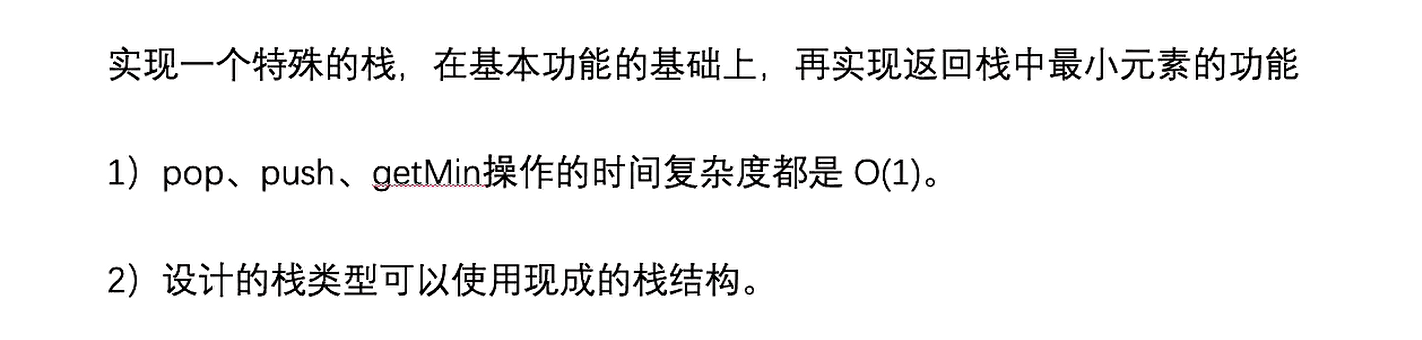 实现一个特殊的栈，在基本功能的基础上，再实现返回栈中最小元素的功能
1）pop、push、getMin操作的时间复杂度都是 O(1)。
2）设计的栈类型可以使用现成的栈结构。